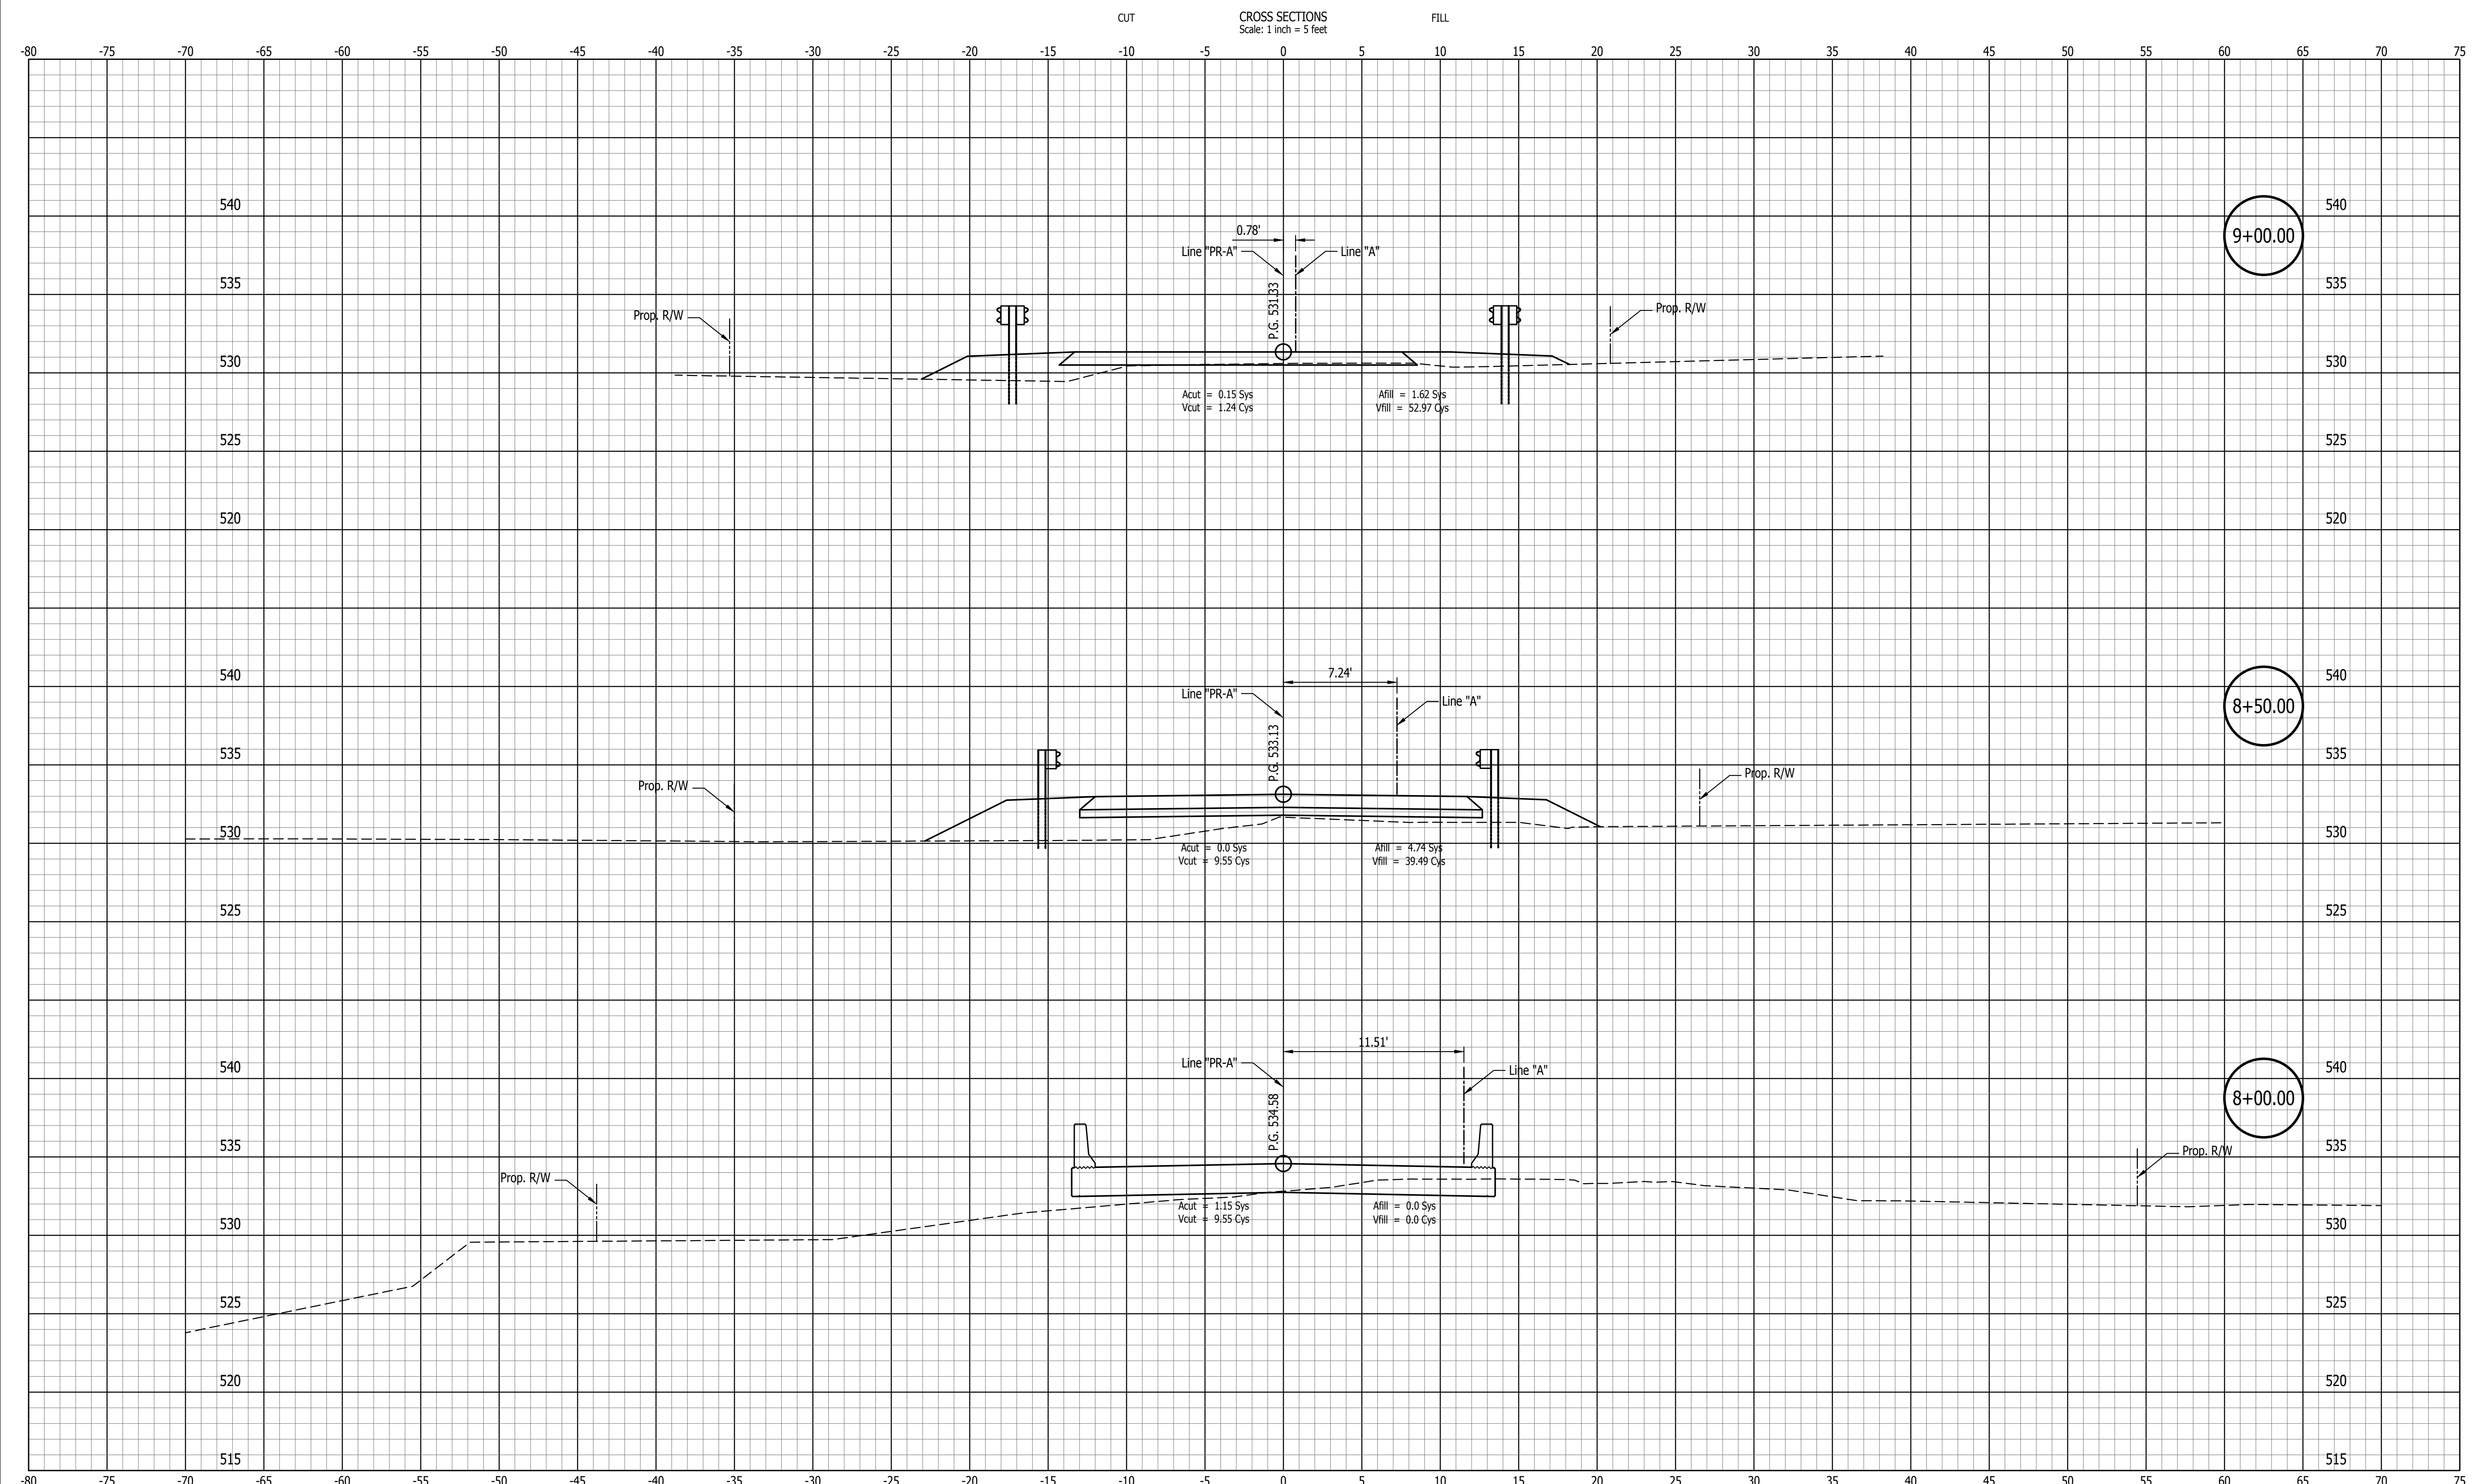 CUT CROSS SECTIONS FILL
Scale: 1 inch = 5 feet
-80 -75 -70 -65 -60 -55 -50 -45 -40 -35 -30 -25 -20 -15 -10 -5 0 5 10 15 20 25 30 35 40 45 50 55 60 65 70 75
540 540
9+00.00
0.78'
Line "PR-A" Line "A"
535 535
P.G. 531.33
Prop. R/W Prop. R/W
530 530
Acut = 0.15 Sys Afill = 1.62 Sys
Vcut = 1.24 Cys Vfill = 52.97 Cys
525 525
520 520
540 540
7.24'
Line "PR-A" Line "A"
8+50.00
P.G. 533.13
535 535
Prop. R/W Prop. R/W
530 530
Acut = 0.0 Sys Afill = 4.74 Sys
Vcut = 9.55 Cys Vfill = 39.49 Cys
525 525
11.51'
Line "PR-A" Line "A"
540 540
8+00.00
P.G. 534.58
535 535
Prop. R/W Prop. R/W
530 530
Acut = 1.15 Sys Afill = 0.0 Sys
Vcut = 9.55 Cys Vfill = 0.0 Cys
525 525
520 520
515 515
-80 -75 -70 -65 -60 -55 -50 -45 -40 -35 -30 -25 -20 -15 -10 -5 0 5 10 15 20 25 30 35 40 45 50 55 60 65 70 75